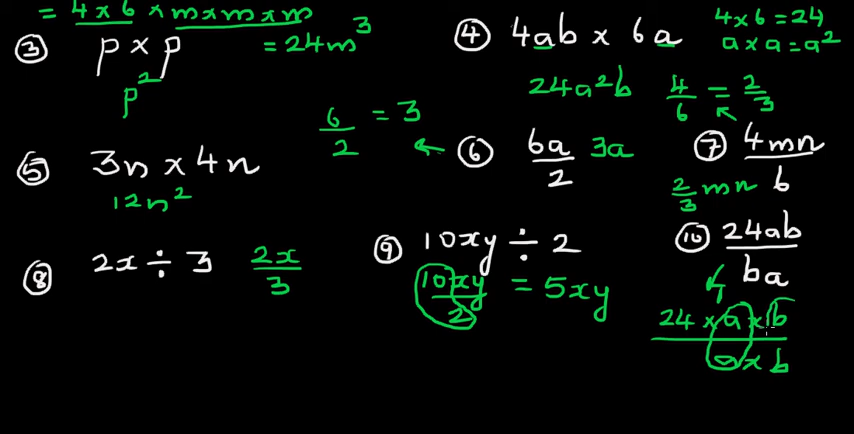 = 4 x 6 x m x m x m x m
③ p x p = 24m³
p²
④ 4ab x 6a
4 x 6 = 24
a x a = a²
24a²b
4/6 = 2/3
6/2 = 3
⑤ 3n x 4n
12n²
⑥ 6a/2 3a
⑦ 4mn/6
2/3 mn
⑧ 2x ÷ 3 2x/3
⑨ 10xy ÷ 2
10xy/2 = 5xy
⑩ 24ab/ba
24 x a x b
a x b